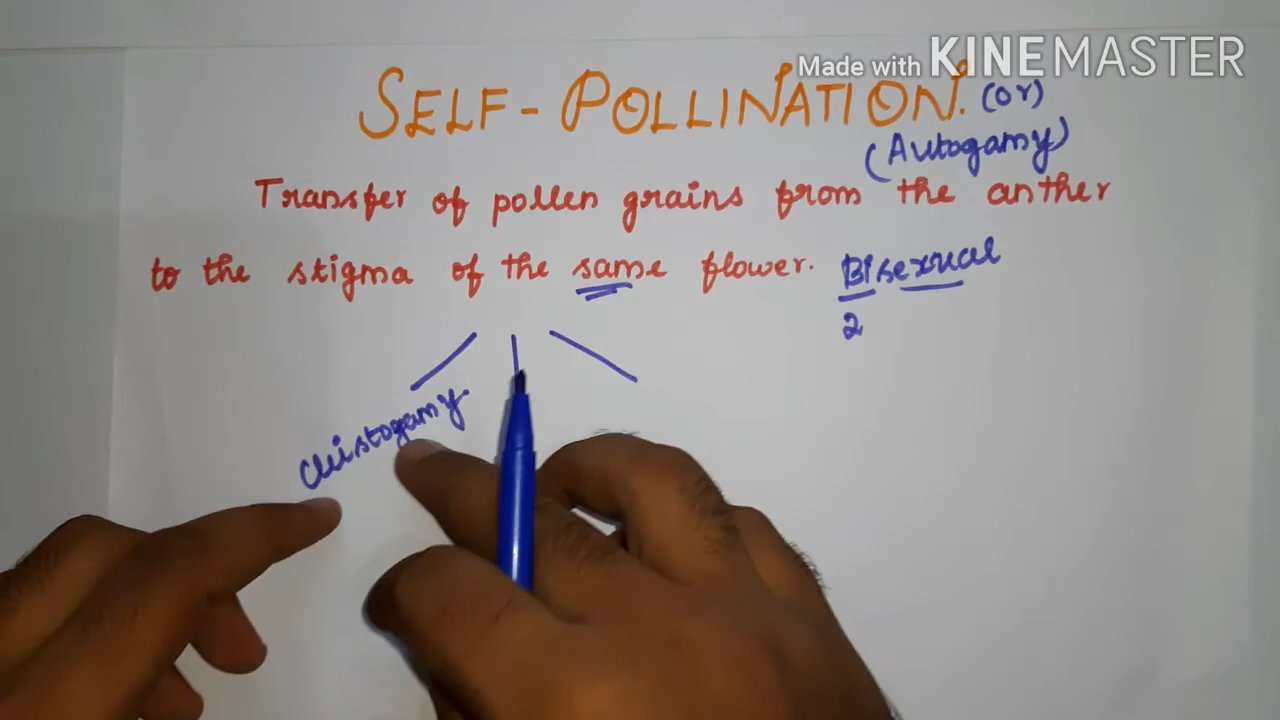 Made with KINEMASTER
SELF-POLLINATION. (or)
(Autogamy)
Transfer of pollen grains from the anther
to the stigma of the same flower. Bisexual
2
Cleistogamy.